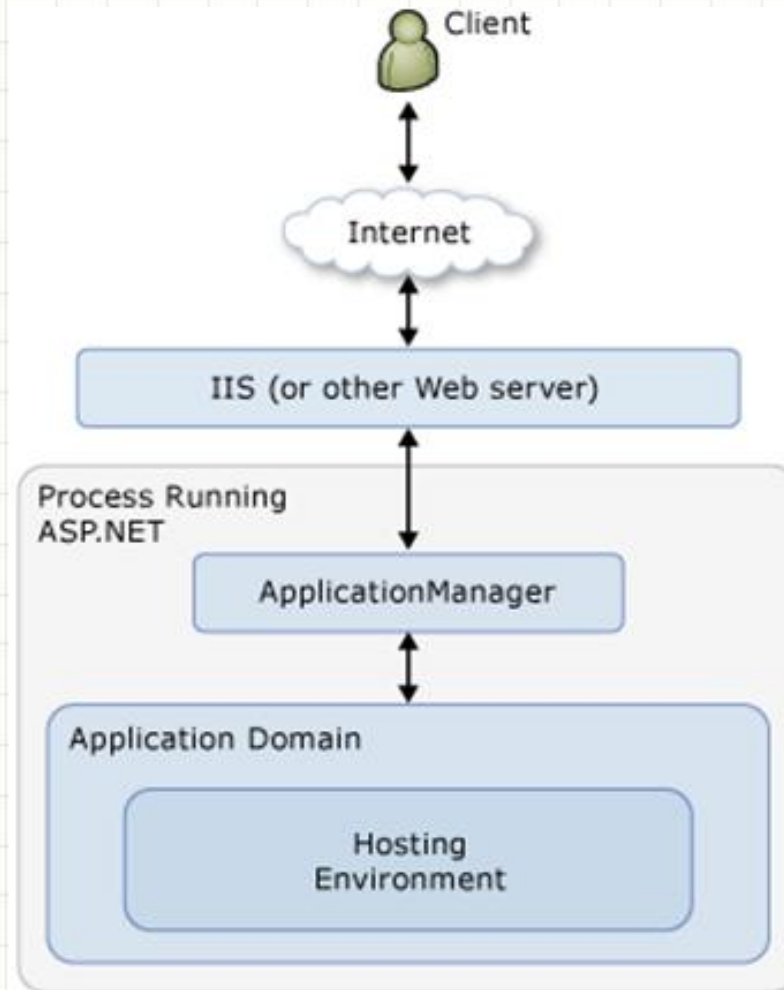 Client
Internet
IIS (or other Web server)
Process Running
ASP.NET
ApplicationManager
Application Domain
Hosting
Environment